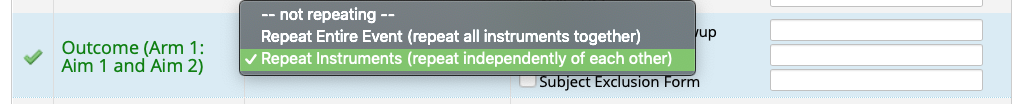 -- not repeating --
Repeat Entire Event (repeat all instruments together)
✓ Repeat Instruments (repeat independently of each other)
Outcome (Arm 1:
Aim 1 and Aim 2)
Subject Exclusion Form